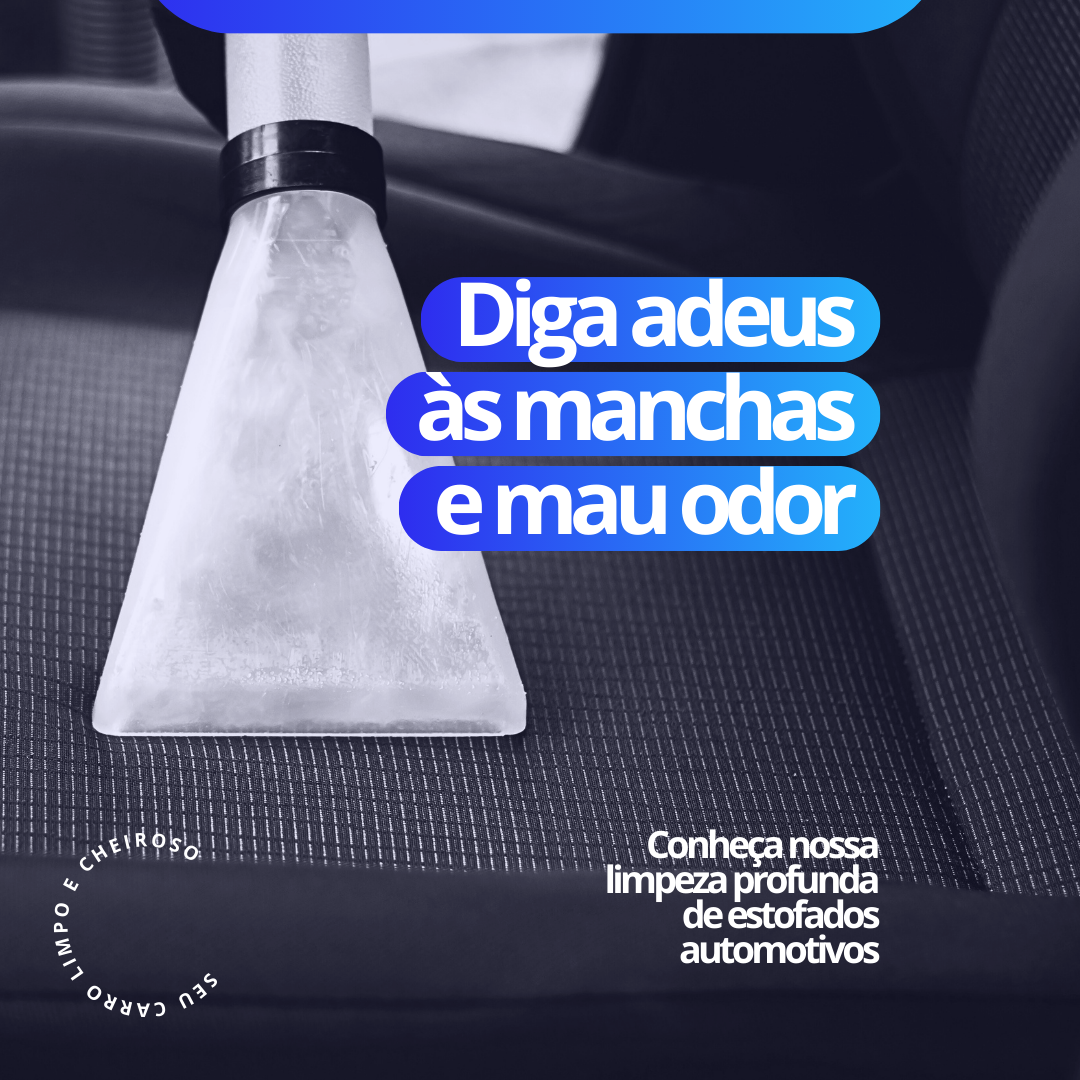 Diga adeus
às manchas
e mau odor
Conheça nossa
limpeza profunda
de estofados
automotivos
SEU CARRO LIMPO E CHEIROSO